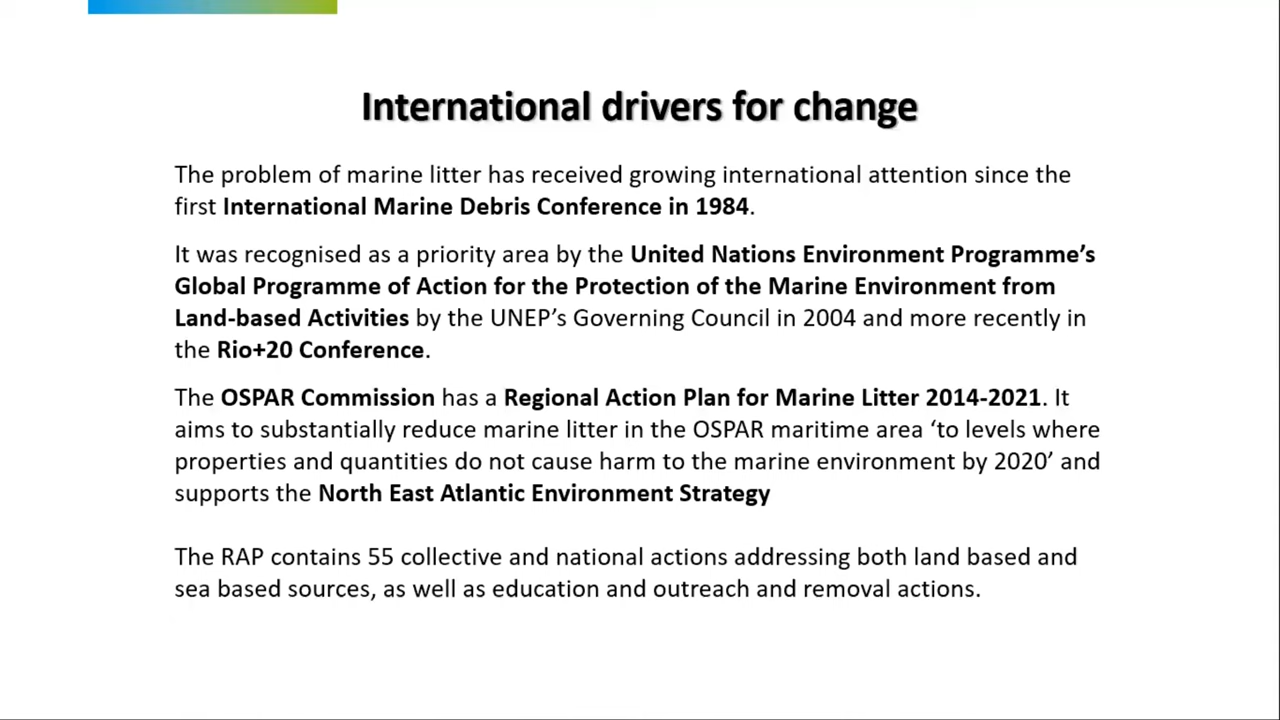 International drivers for change
The problem of marine litter has received growing international attention since the
first International Marine Debris Conference in 1984.
It was recognised as a priority area by the United Nations Environment Programme’s
Global Programme of Action for the Protection of the Marine Environment from
Land-based Activities by the UNEP’s Governing Council in 2004 and more recently in
the Rio+20 Conference.
The OSPAR Commission has a Regional Action Plan for Marine Litter 2014-2021. It
aims to substantially reduce marine litter in the OSPAR maritime area ‘to levels where
properties and quantities do not cause harm to the marine environment by 2020’ and
supports the North East Atlantic Environment Strategy
The RAP contains 55 collective and national actions addressing both land based and
sea based sources, as well as education and outreach and removal actions.